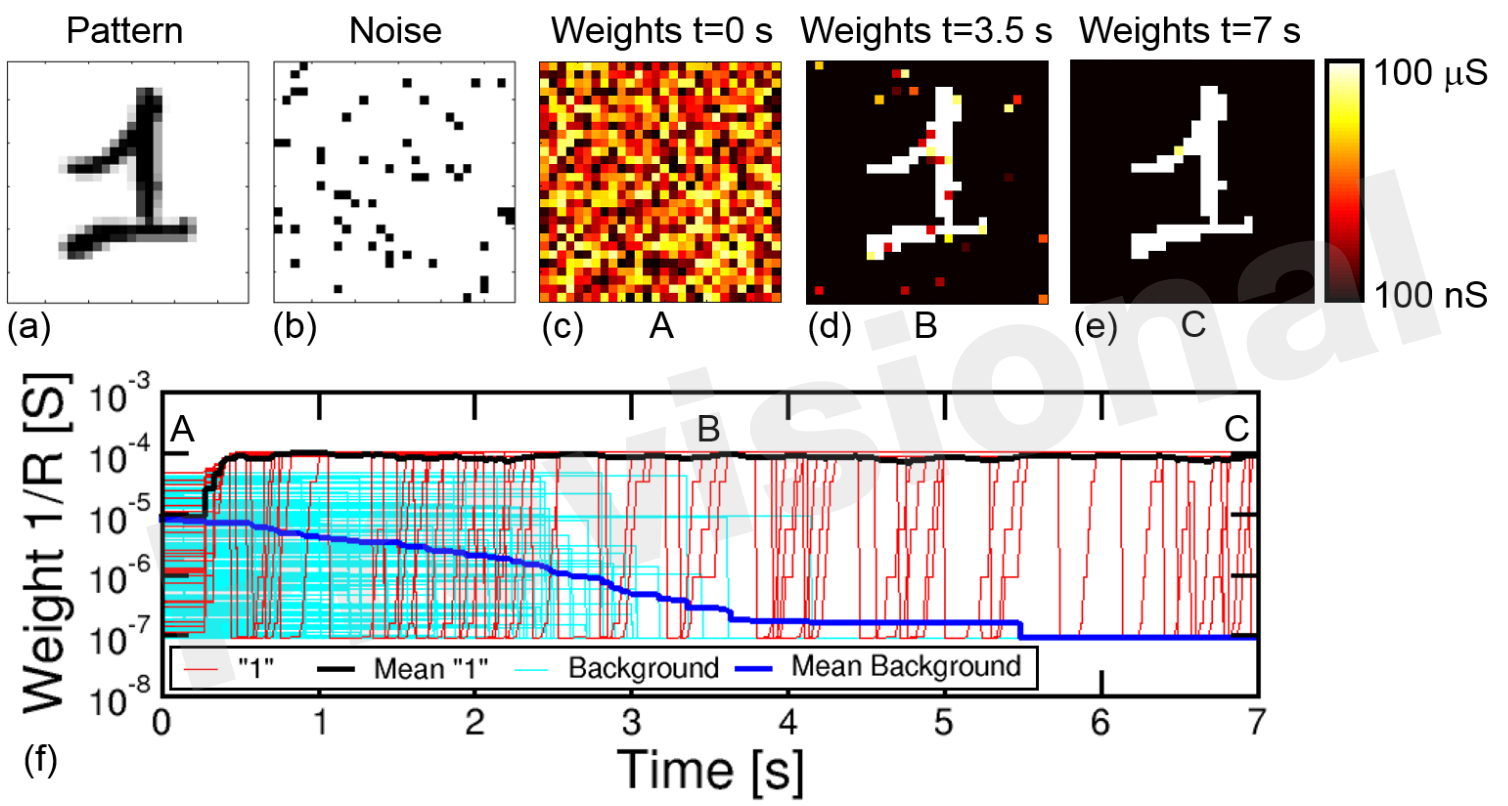 Pattern
Noise
Weights t=0 s
Weights t=3.5 s
Weights t=7 s
100 µS
100 nS
(a)
(b)
(c) A
(d) B
(e) C
Weight 1/R [S]
10-3
10-4
10-5
10-6
10-7
10-8
A
B
C
"1" Mean "1" Background Mean Background
0 1 2 3 4 5 6 7
Time [s]
(f)